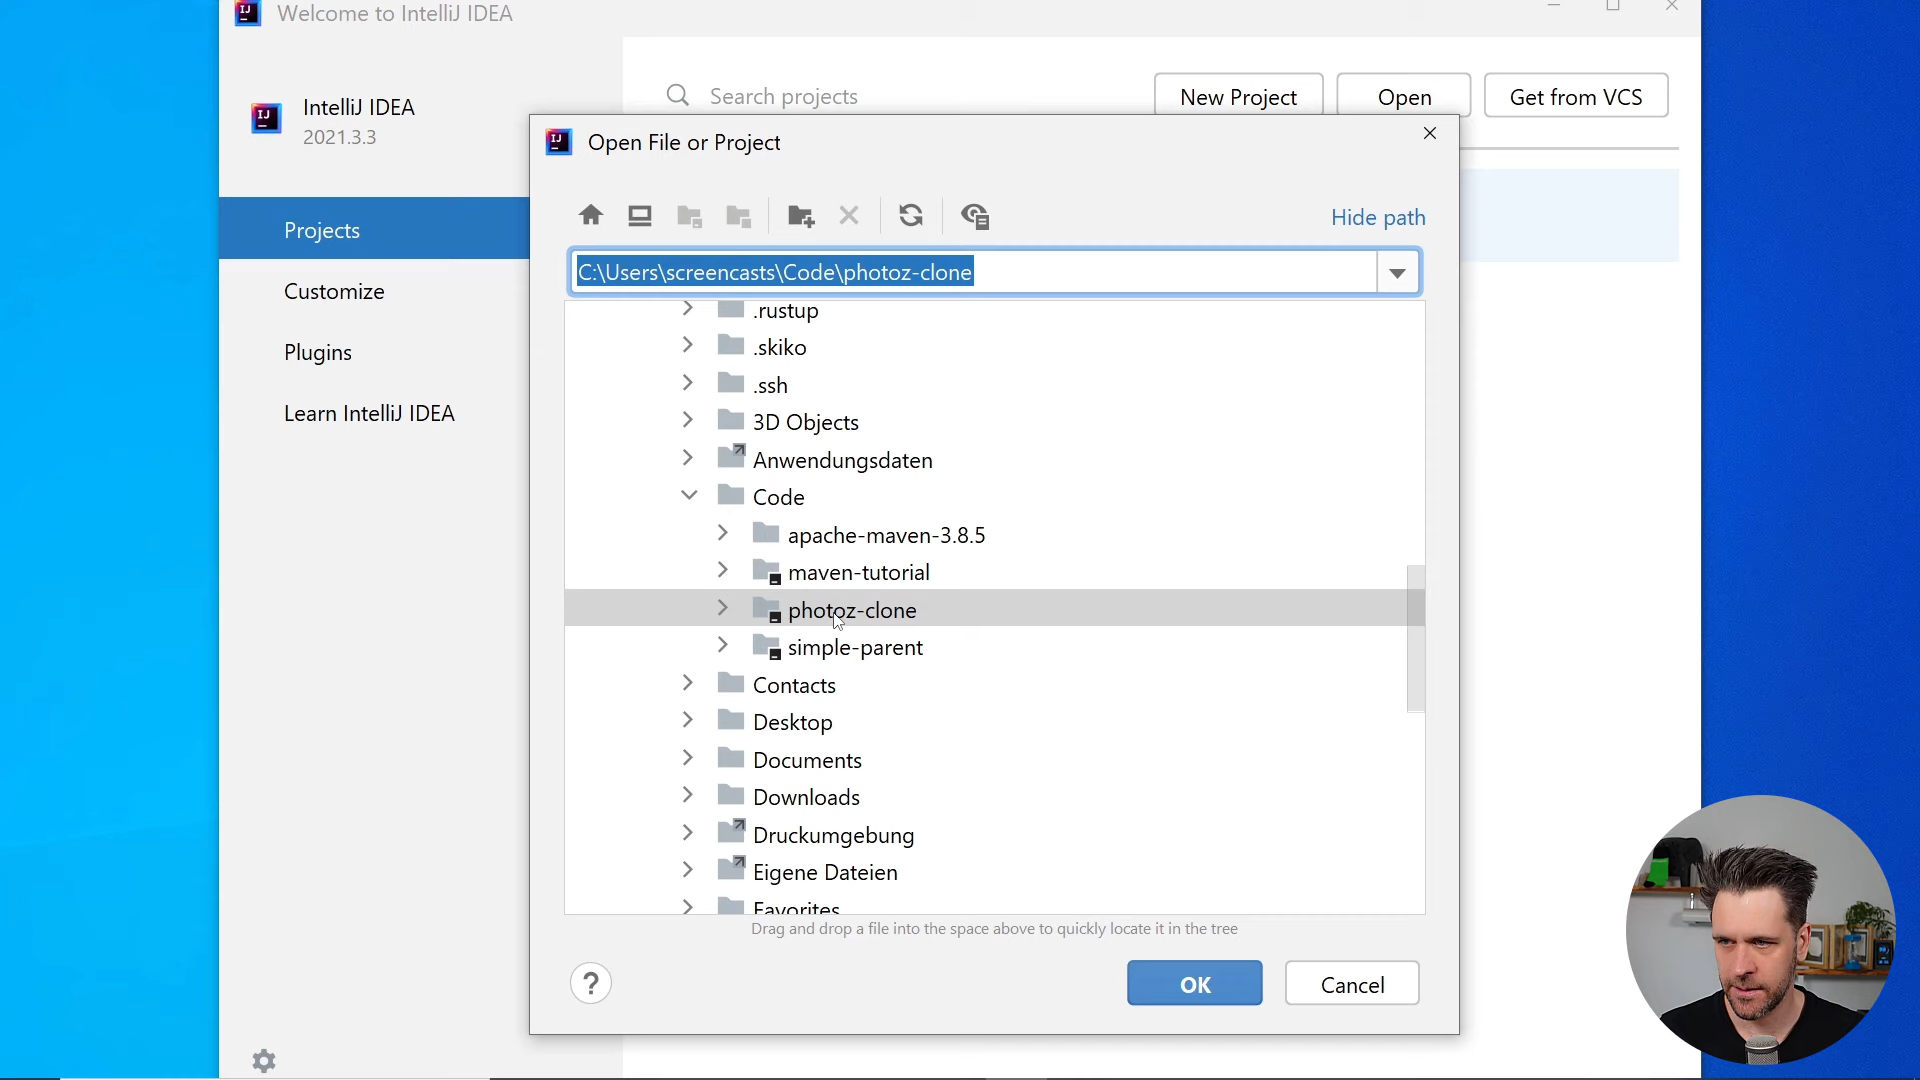 Welcome to IntelliJ IDEA
IntelliJ IDEA
2021.3.3
Search projects
New Project
Open
Get from VCS
Projects
Customize
Plugins
Learn IntelliJ IDEA
Open File or Project
Hide path
C:\Users\screencasts\Code\photoz-clone
.rustup
.skiko
.ssh
3D Objects
Anwendungsdaten
Code
apache-maven-3.8.5
maven-tutorial
photoz-clone
simple-parent
Contacts
Desktop
Documents
Downloads
Druckumgebung
Eigene Dateien
Favorites
Drag and drop a file into the space above to quickly locate it in the tree
?
OK
Cancel